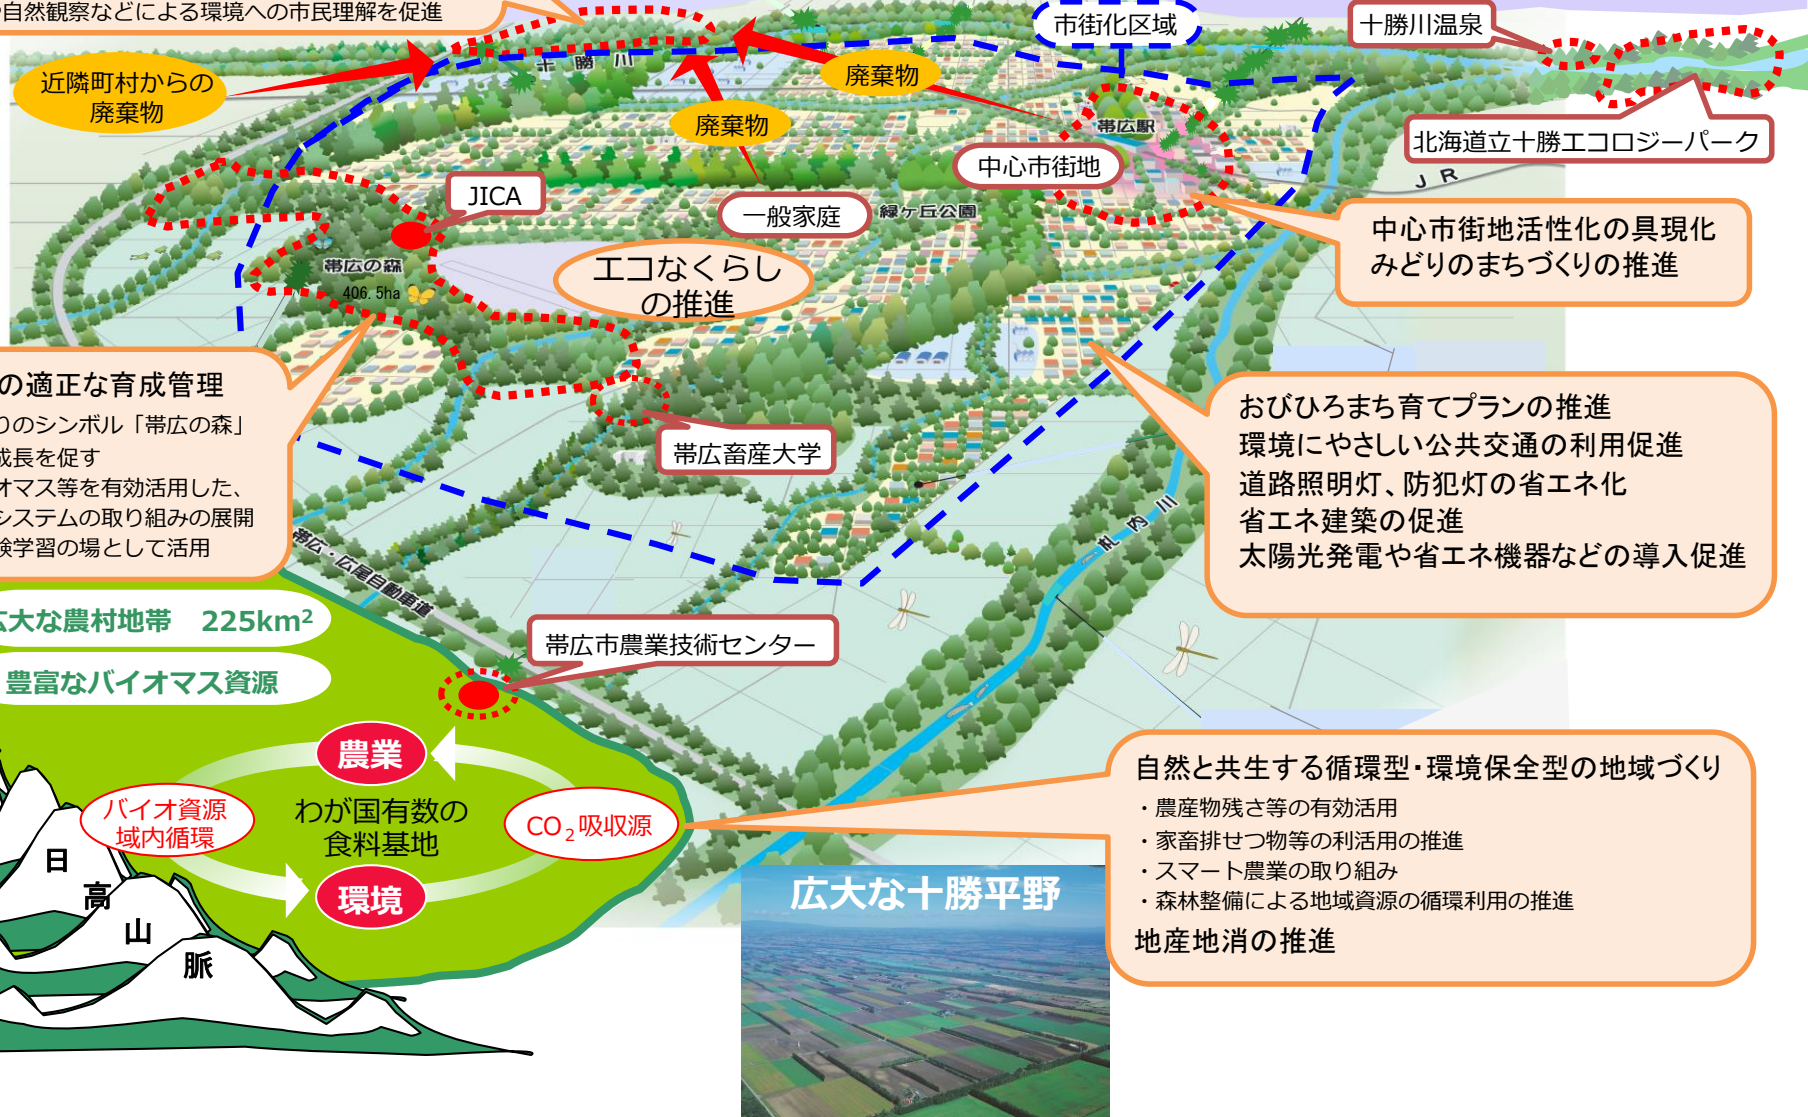 自然観察などによる環境への市民理解を促進
市街化区域
十勝川温泉
近隣町村からの
廃棄物
十勝川
廃棄物
廃棄物
帯広駅
北海道立十勝エコロジーパーク
中心市街地
JR
JICA
一般家庭
緑ヶ丘公園
中心市街地活性化の具現化
みどりのまちづくりの推進
帯広の森
406.5ha
エコなくらし
の推進
の適正な育成管理
りのシンボル「帯広の森」
成長を促す
オマス等を有効活用した、
システムの取り組みの展開
験学習の場として活用
帯広畜産大学
おびひろまち育てプランの推進
環境にやさしい公共交通の利用促進
道路照明灯、防犯灯の省エネ化
省エネ建築の促進
太陽光発電や省エネ機器などの導入促進
札内川
帯広・広尾自動車道
広大な農村地帯 225km²
豊富なバイオマス資源
帯広市農業技術センター
農業
バイオ資源
域内循環
わが国有数の
食料基地
CO₂吸収源
環境
日高山脈
広大な十勝平野
自然と共生する循環型・環境保全型の地域づくり
・農産物残さ等の有効活用
・家畜排せつ物等の利活用の推進
・スマート農業の取り組み
・森林整備による地域資源の循環利用の推進
地産地消の推進